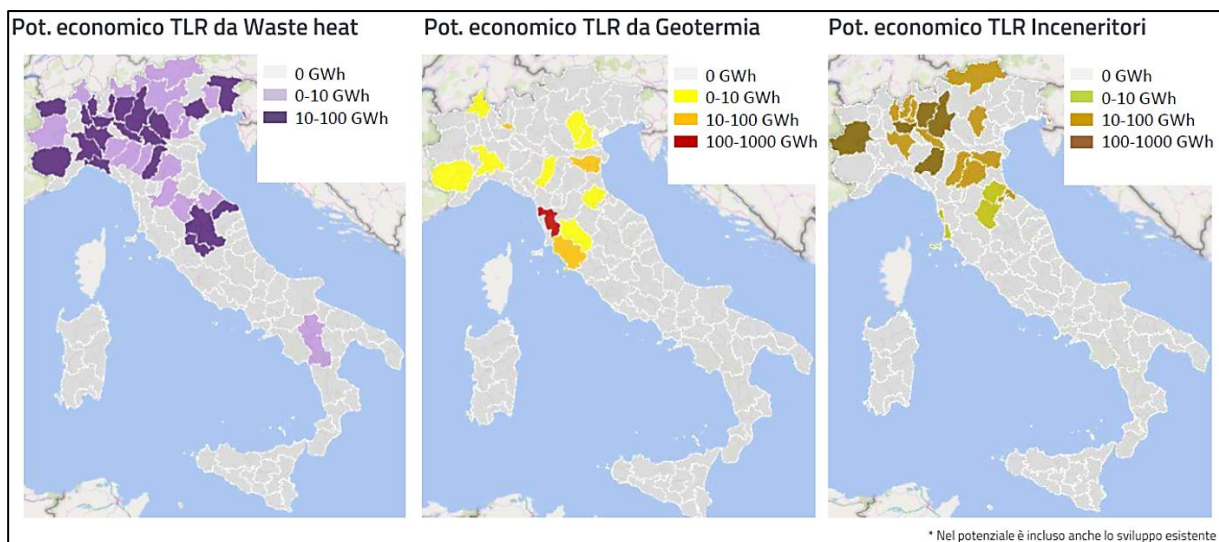 Pot. economico TLR da Waste heat
0 GWh
0-10 GWh
10-100 GWh
Pot. economico TLR da Geotermia
0 GWh
0-10 GWh
10-100 GWh
100-1000 GWh
Pot. economico TLR Inceneritori
0 GWh
0-10 GWh
10-100 GWh
100-1000 GWh
* Nel potenziale è incluso anche lo sviluppo esistente